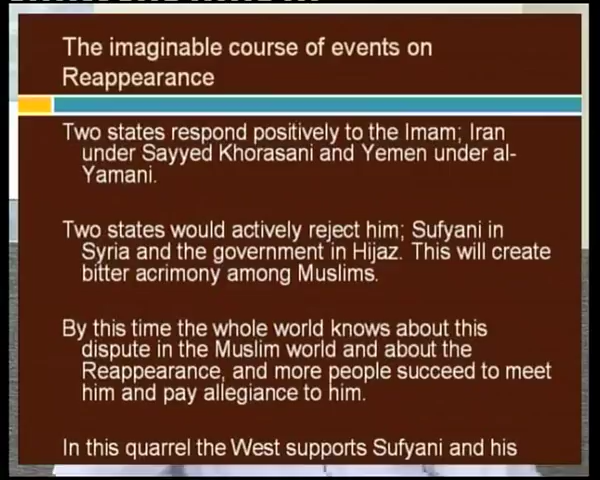 The imaginable course of events on
Reappearance
Two states respond positively to the Imam; Iran
under Sayyed Khorasani and Yemen under al-
Yamani.
Two states would actively reject him; Sufyani in
Syria and the government in Hijaz. This will create
bitter acrimony among Muslims.
By this time the whole world knows about this
dispute in the Muslim world and about the
Reappearance, and more people succeed to meet
him and pay allegiance to him.
In this quarrel the West supports Sufyani and his